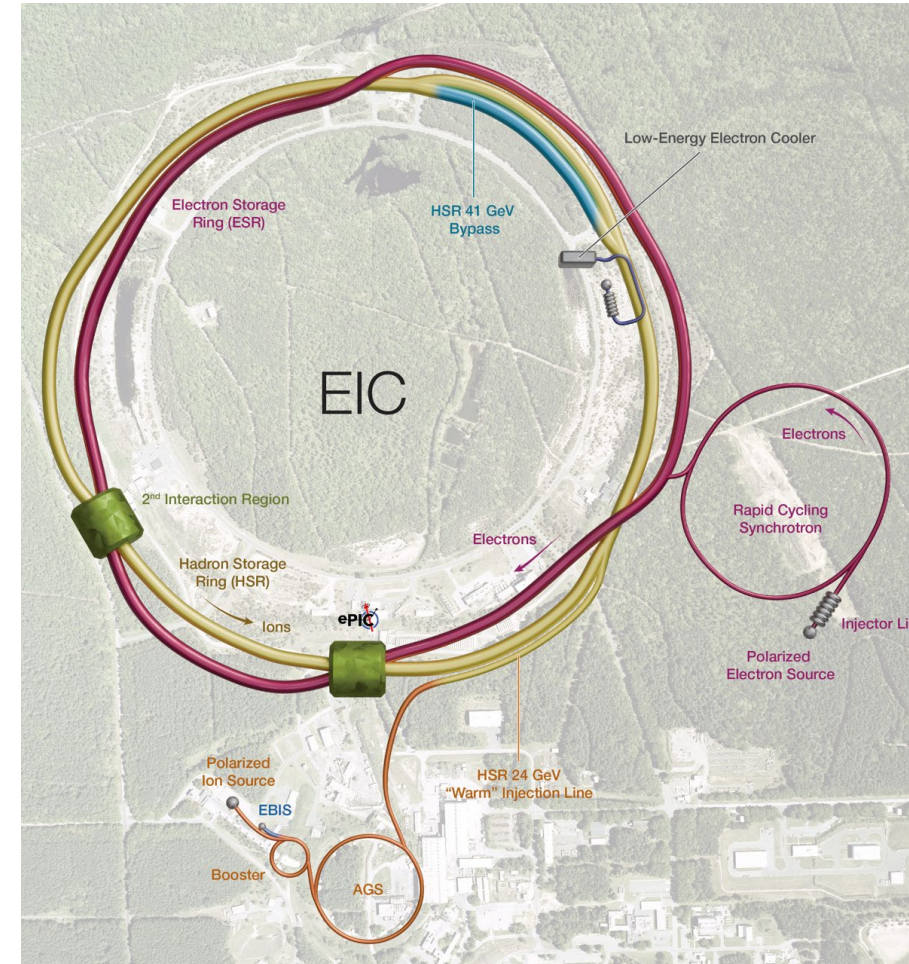 Low-Energy Electron Cooler
Electron Storage
Ring (ESR)
HSR 41 GeV
Bypass
EIC
Electrons
2nd Interaction Region
Rapid Cycling
Synchrotron
Electrons
Hadron Storage
Ring (HSR)
Ions
ePIC
Injector Li
Polarized
Electron Source
Polarized
Ion Source
HSR 24 GeV
“Warm” Injection Line
EBIS
Booster
AGS